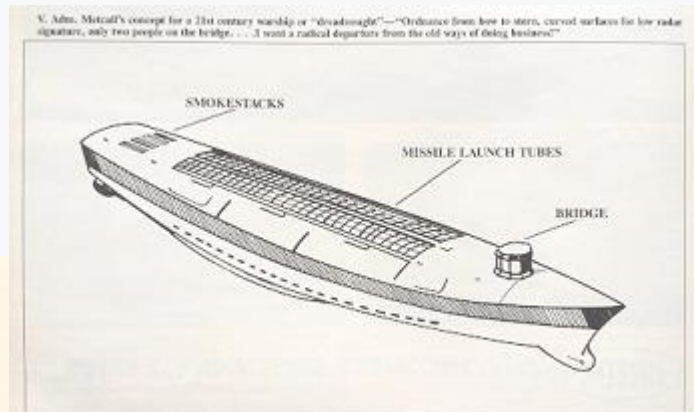 V. Adm. Metcalf's concept for a 21st century warship or "dreadnought"—"Ordnance from bow to stern, curved surfaces for low radar
signature, only two people on the bridge. . . .I want a radical departure from the old ways of doing business!"
SMOKESTACKS
MISSILE LAUNCH TUBES
BRIDGE